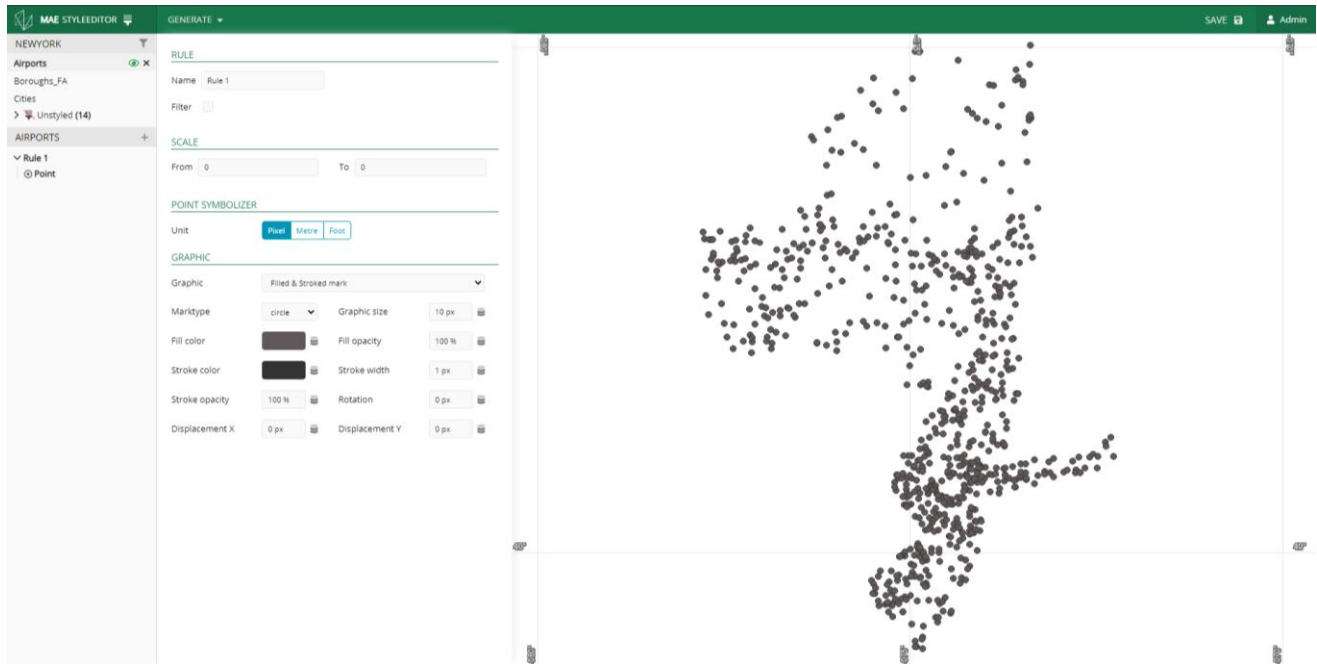 MAE STYLEEDITOR
GENERATE
SAVE
Admin
NEWYORK
Airports
Boroughs_FA
Cities
Unstyled (14)
AIRPORTS
Rule 1
Point
RULE
Name Rule 1
Filter
SCALE
From 0 To 0
POINT SYMBOLIZER
Unit Pixel Metre Foot
GRAPHIC
Graphic Filled & Stroked mark
Marktype circle Graphic size 10 px
Fill color Fill opacity 100 %
Stroke color Stroke width 1 px
Stroke opacity 100 % Rotation 0 px
Displacement X 0 px Displacement Y 0 px